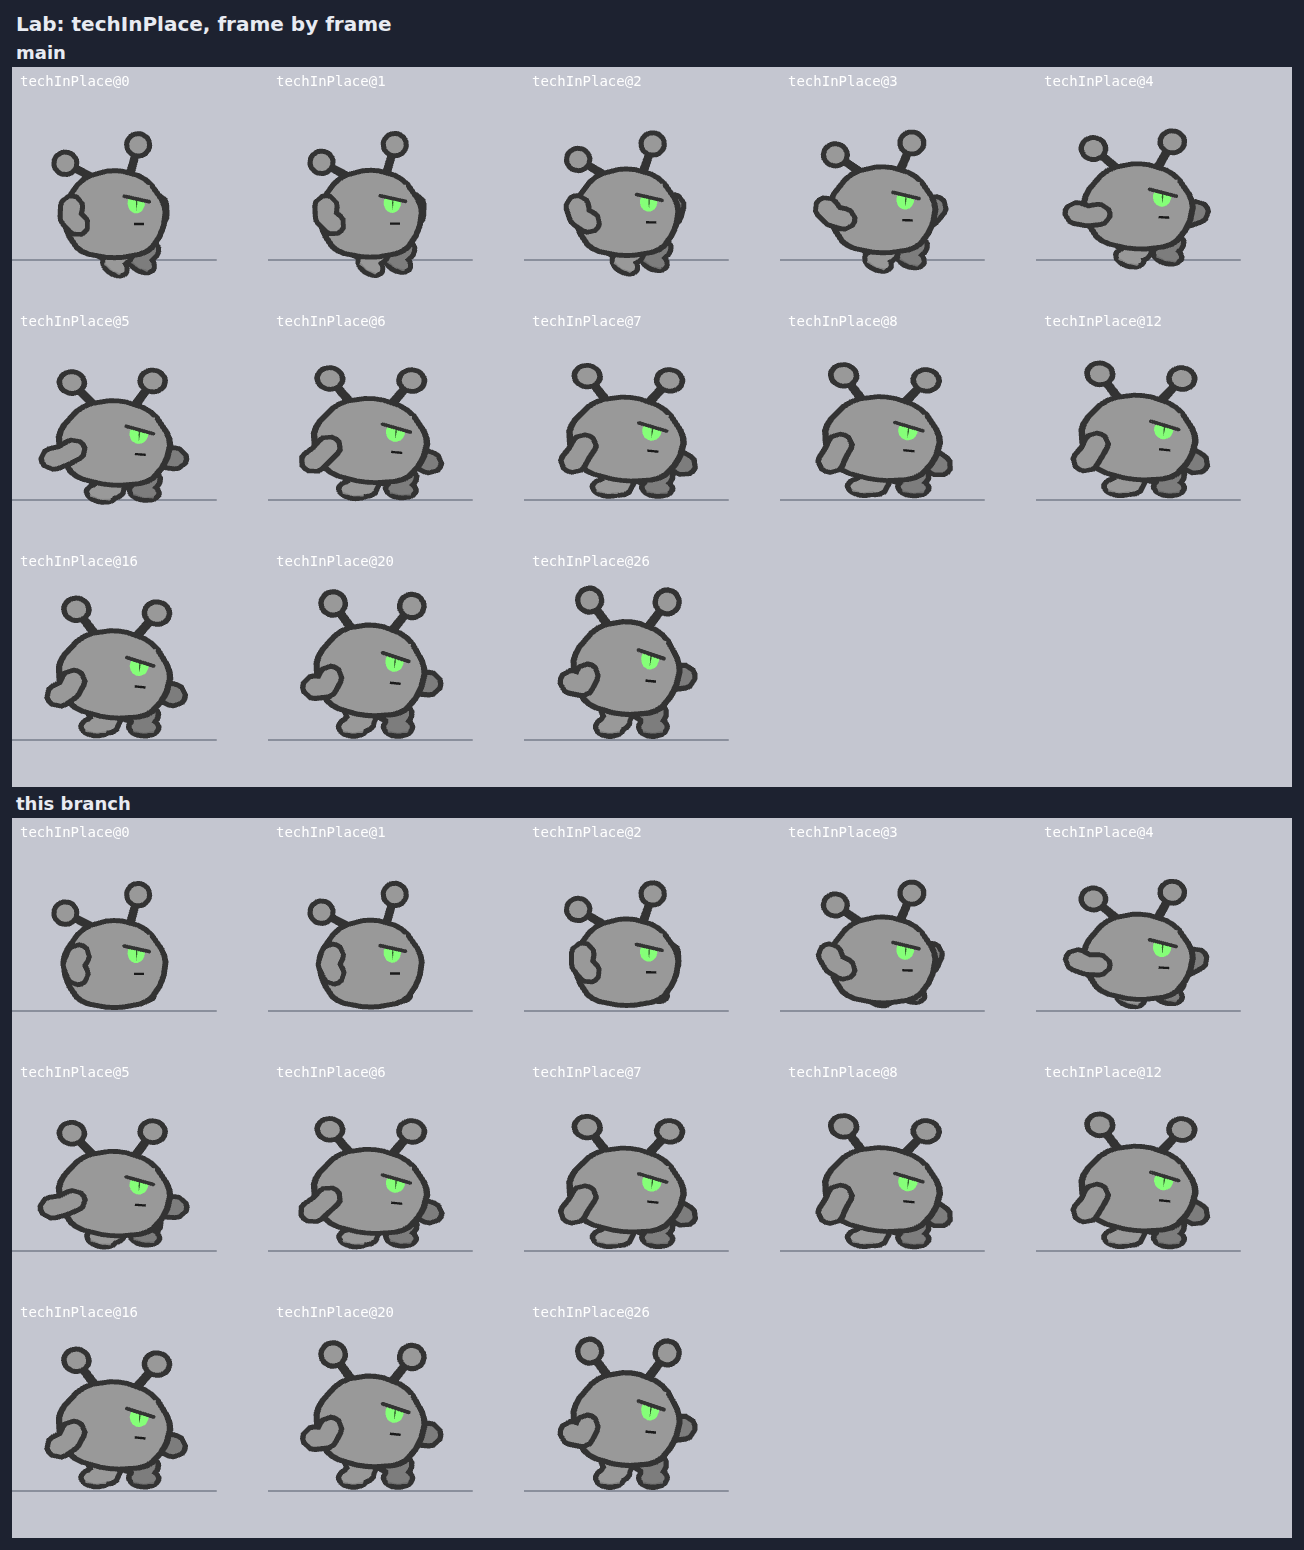 Lab: techInPlace, frame by frame
main
techInPlace@0 techInPlace@1 techInPlace@2 techInPlace@3 techInPlace@4
techInPlace@5 techInPlace@6 techInPlace@7 techInPlace@8 techInPlace@12
techInPlace@16 techInPlace@20 techInPlace@26
this branch
techInPlace@0 techInPlace@1 techInPlace@2 techInPlace@3 techInPlace@4
techInPlace@5 techInPlace@6 techInPlace@7 techInPlace@8 techInPlace@12
techInPlace@16 techInPlace@20 techInPlace@26